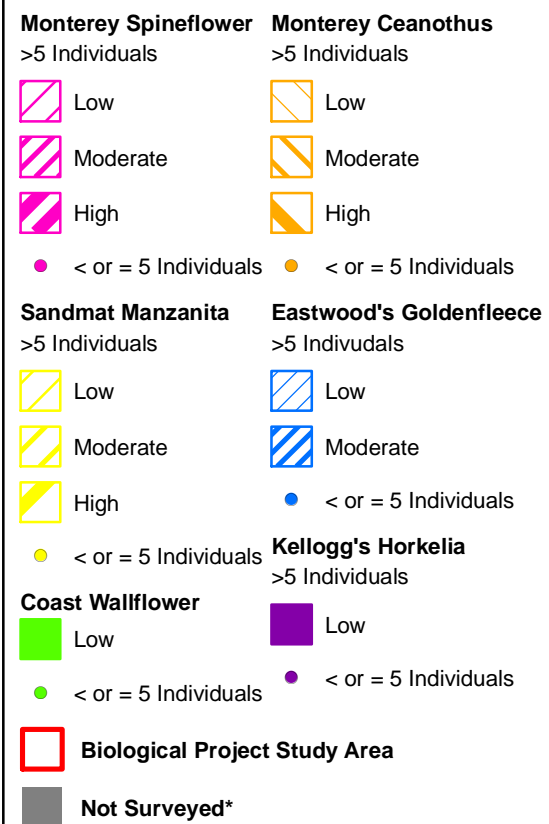 Monterey Spineflower
>5 Individuals
Low
Moderate
High
< or = 5 Individuals
Monterey Ceanothus
>5 Individuals
Low
Moderate
High
< or = 5 Individuals
Sandmat Manzanita
>5 Individuals
Low
Moderate
High
< or = 5 Individuals
Eastwood's Goldenfleece
>5 Indivudals
Low
Moderate
< or = 5 Individuals
Coast Wallflower
Low
< or = 5 Individuals
Kellogg's Horkelia
>5 Individuals
Low
< or = 5 Individuals
Biological Project Study Area
Not Surveyed*